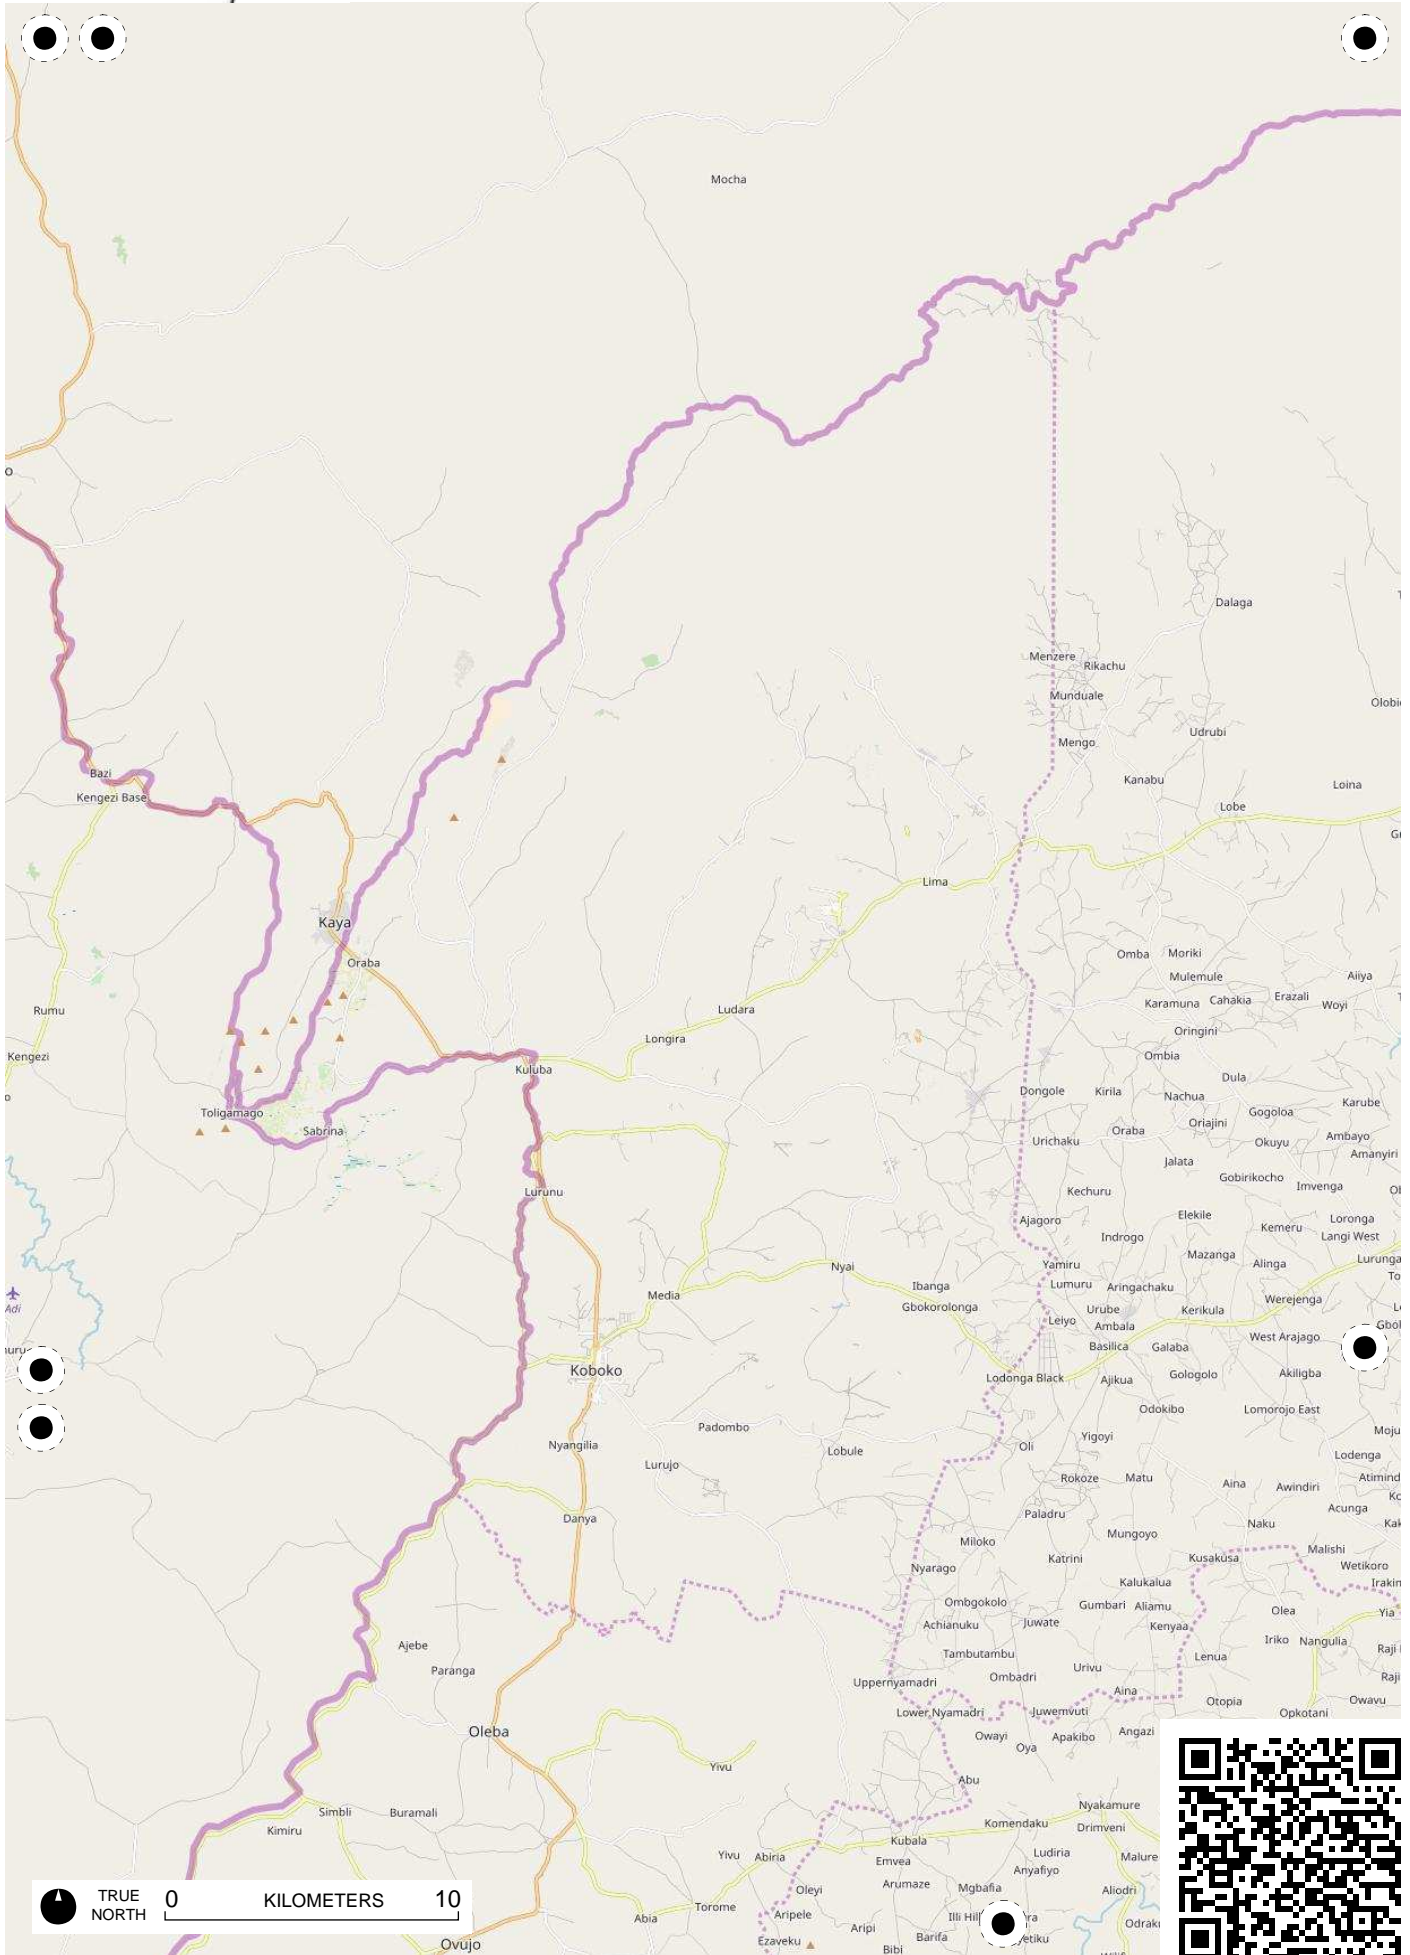 Mocha
Dalaga
Menzere
Rikachu
Munduale
Udrubi
Mengo
Bazi
Kanabu
Loina
Kengezi Base
Lobe
Lima
Kaya
Omba
Moriki
Oraba
Mulemule
Aiiya
Karamuna
Cahakia
Erazali
Woyi
Rumu
Ludara
Oringini
Longira
Kengezi
Ombia
Kuluba
Dula
Dongole
Kirila
Nachua
Karube
Toligamago
Gogoloa
Sabrina
Oraba
Oriajini
Urichaku
Okuyu
Ambayo
Amanyiri
Jalata
Gobirikocho
Imvenga
Lurunu
Kechuru
Ajagoro
Elekile
Loronga
Kemeru
Indrogo
Langi West
Mazanga
Alinga
Yamiru
Nyai
Lumuru
Aringachaku
Ibanga
Adi
Media
Gbokorolonga
Urube
Kerikula
Werejenga
Leiyo
Ambala
West Arajago
Basilica
Galaba
Koboko
Lodonga Black
Ajikua
Gologolo
Akiligba
Odokibo
Lomorojo East
Padombo
Yigoyi
Nyangilia
Lobule
Oli
Lodenga
Lurujo
Rokoze
Matu
Aina
Awindiri
Acunga
Danya
Paladru
Naku
Mungoyo
Miloko
Malishi
Katrini
Kusakusa
Wetikoro
Nyarago
Kalukalua
Ombgokolo
Gumbari
Aliamu
Olea
Yia
Achianuku
Juwate
Kenyaa
Ajebe
Iriko
Nangulia
Tambutambu
Lenua
Paranga
Urivu
Ombadri
Uppernyamadri
Aina
Otopia
Owavu
Lower Nyamadri
Juwemvuti
Opkotani
Oleba
Owayi
Apakibo
Angazi
Oya
Yivu
Abu
Simbli
Buramali
Nyakamure
Komendaku
Drimveni
Kimiru
Kubala
Yivu
Abiria
Emvea
Ludiria
Malure
Anyafiyo
Arumaze
Mgbafia
Oleyi
Aliodri
TRUE
NORTH
0
KILOMETERS
10
Torome
Abia
Aripele
Aripi
Ezaveku
Barifa
Ovujo
Bibi